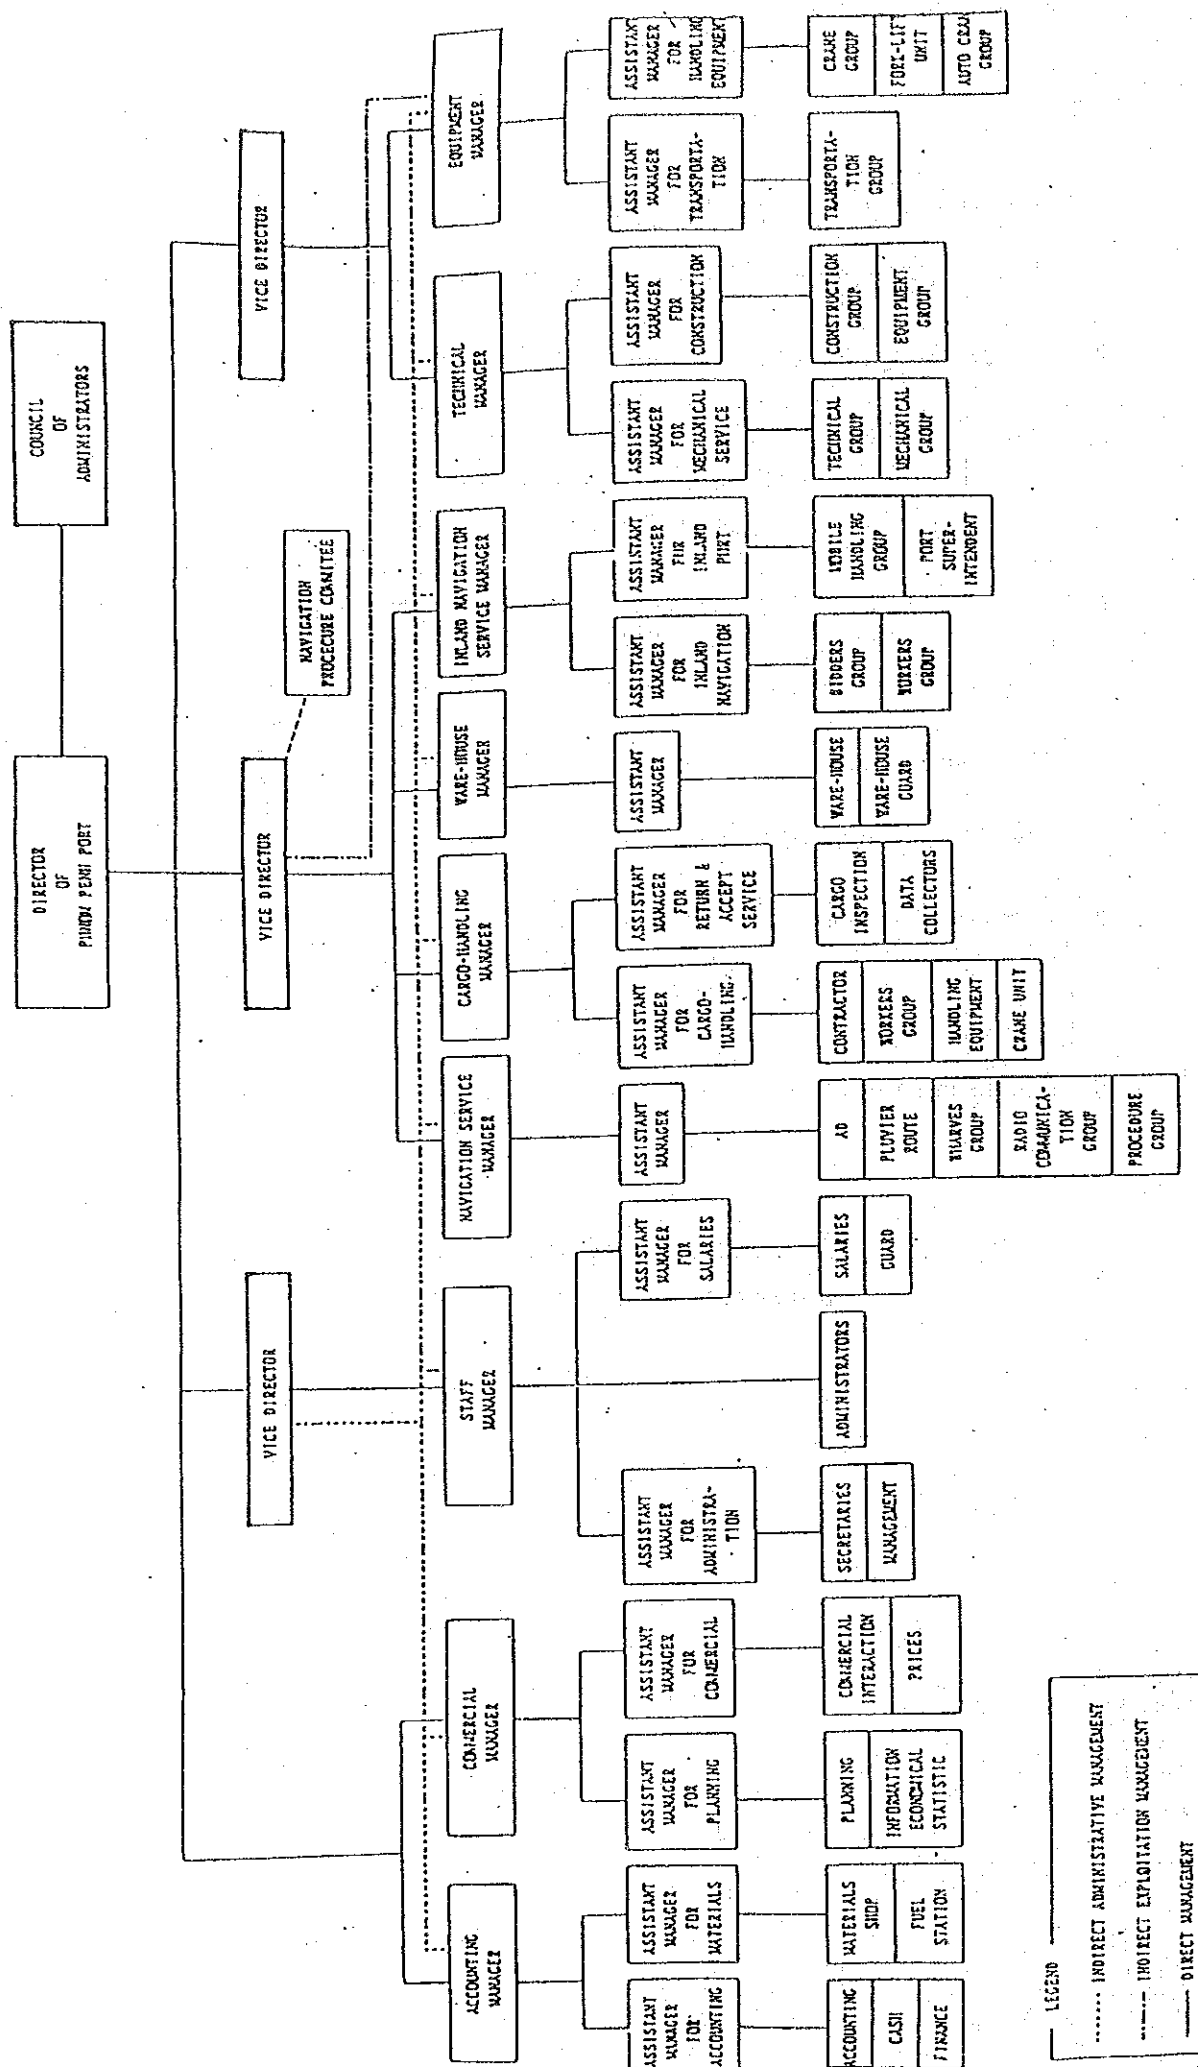 COUNCIL
OF
ADMINISTRATORS
DIRECTOR
OF
PHNOM PENH PORT
NAVIGATION
PROCECURE COMITEE
VICE DIRECTOR
VICE DIRECTOR
VICE DIRECTOR
ACCOUNTING
MANAGER
COMMERCIAL
MANAGER
STAFF
MANAGER
NAVIGATION SERVICE
MANAGER
CARGO-HANDLING
MANAGER
WARE-HOUSE
MANAGER
INLAND NAVIGATION
SERVICE MANAGER
TECHNICAL
MANAGER
EQUIPMENT
MANAGER
ASSISTANT
MANAGER
FOR
ACCOUNTING
ASSISTANT
MANAGER
FOR
MATERIALS
ASSISTANT
MANAGER
FOR
PLANNING
ASSISTANT
MANAGER
FOR
COMMERCIAL
ASSISTANT
MANAGER
FOR
ADMINISTRA-
TION
ASSISTANT
MANAGER
FOR
SALARIES
ASSISTANT
MANAGER
ASSISTANT
MANAGER
FOR
CARGO-
HANDLING
ASSISTANT
MANAGER
FOR
RETURN &
ACCEPT
SERVICE
ASSISTANT
MANAGER
ASSISTANT
MANAGER
FOR
INLAND
NAVIGATION
ASSISTANT
MANAGER
FOR
INLAND
PORT
ASSISTANT
MANAGER
FOR
MECHANICAL
SERVICE
ASSISTANT
MANAGER
FOR
CONSTRUCTION
ASSISTANT
MANAGER
FOR
TRANSPORTA-
TION
ASSISTANT
MANAGER
FOR
HANDLING
EQUIPMENT
ACCOUNTING
CASH
FINANCE
MATERIALS
SHOP
FUEL
STATION
PLANNING
INFORMATION
ECONOMICAL
STATISTIC
COMMERCIAL
INTERACTION
PRICES
SECRETARIES
MANAGEMENT
ADMINISTRATORS
SALARIES
GUARD
AD
PLUVIER
ROUTE
WHARVES
GROUP
RADIO
COMMUNICA-
TION
GROUP
PROCEDURE
GROUP
CONTRACTOR
WORKERS
GROUP
HANDLING
EQUIPMENT
CRANE UNIT
CARGO
INSPECTION
DATA
COLLECTORS
WARE-HOUSE
WARE-HOUSE
GUARD
BIDDERS
GROUP
WORKERS
GROUP
MOBILE
HANDLING
GROUP
PORT
SUPER-
INTENDENT
TECHNICAL
GROUP
MECHANICAL
GROUP
CONSTRUCTION
GROUP
EQUIPMENT
GROUP
TRANSPORTA-
TION
GROUP
CRANE
GROUP
FORK-LIFT
UNIT
AUTO CRAN
GROUP
LEGEND
INDIRECT ADMINISTRATIVE MANAGEMENT
INDIRECT EXPLOITATION MANAGEMENT
DIRECT MANAGEMENT